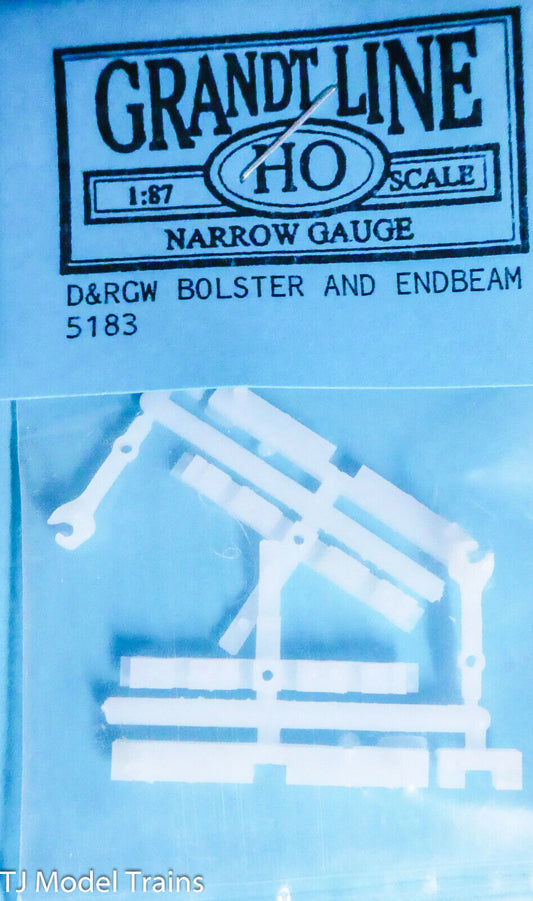 GRANDT LINE
1:87 HO SCALE
NARROW GAUGE
D&RGW BOLSTER AND ENDBEAM
5183
TJ Model Trains